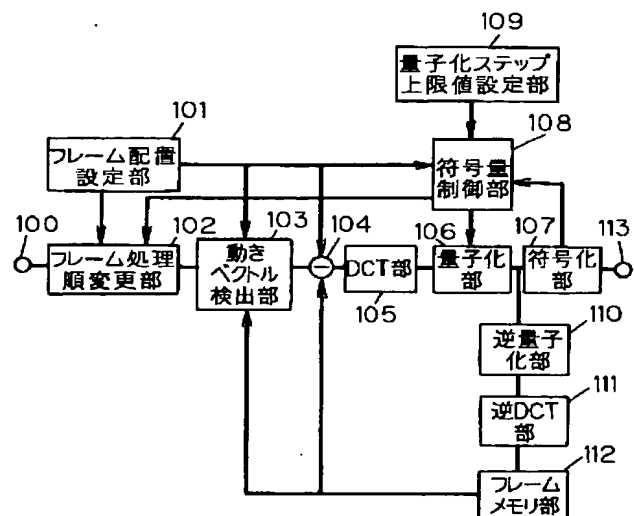 109
量子化ステップ
上限値設定部
101
フレーム配置
設定部
108
符号量
制御部
100
102
フレーム処理
順変更部
103
動き
ベクトル
検出部
104
DCT部
105
106
量子化
部
107
符号化
部
113
110
逆量子
化部
111
逆DCT
部
112
フレーム
メモリ部